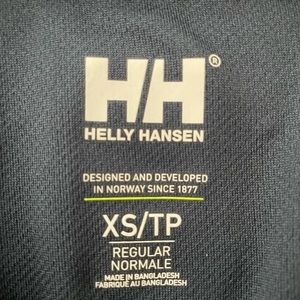 HH®
HELLY HANSEN
DESIGNED AND DEVELOPED
IN NORWAY SINCE 1877
XS/TP
REGULAR
NORMALE
MADE IN BANGLADESH
FABRIQUÉ AU BANGLADESH